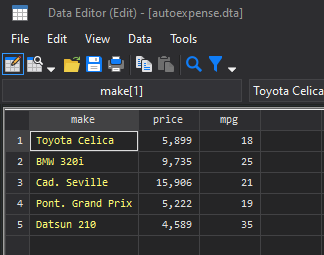 Data Editor (Edit) - [autoexpense.dta]
File Edit View Data Tools
make[1] Toyota Celica
make price mpg
1 Toyota Celica 5,899 18
2 BMW 320i 9,735 25
3 Cad. Seville 15,906 21
4 Pont. Grand Prix 5,222 19
5 Datsun 210 4,589 35